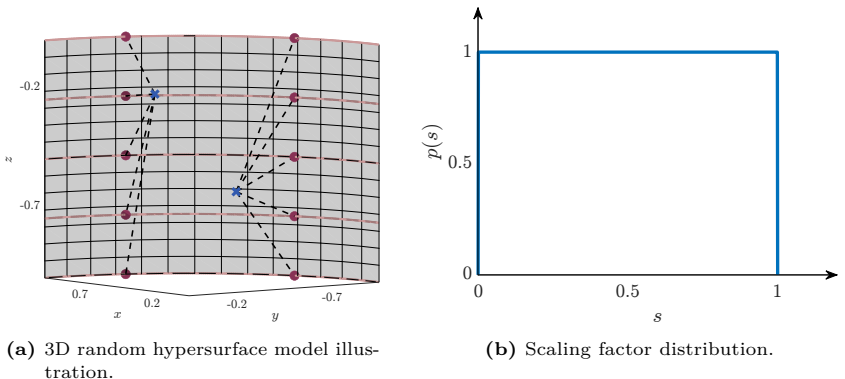 -0.2
z
-0.7
0.7
0.2
x
-0.2
-0.7
y
1
0.5
0
p(s)
0
0.5
1
s
(a) 3D random hypersurface model illus-
tration.
(b) Scaling factor distribution.